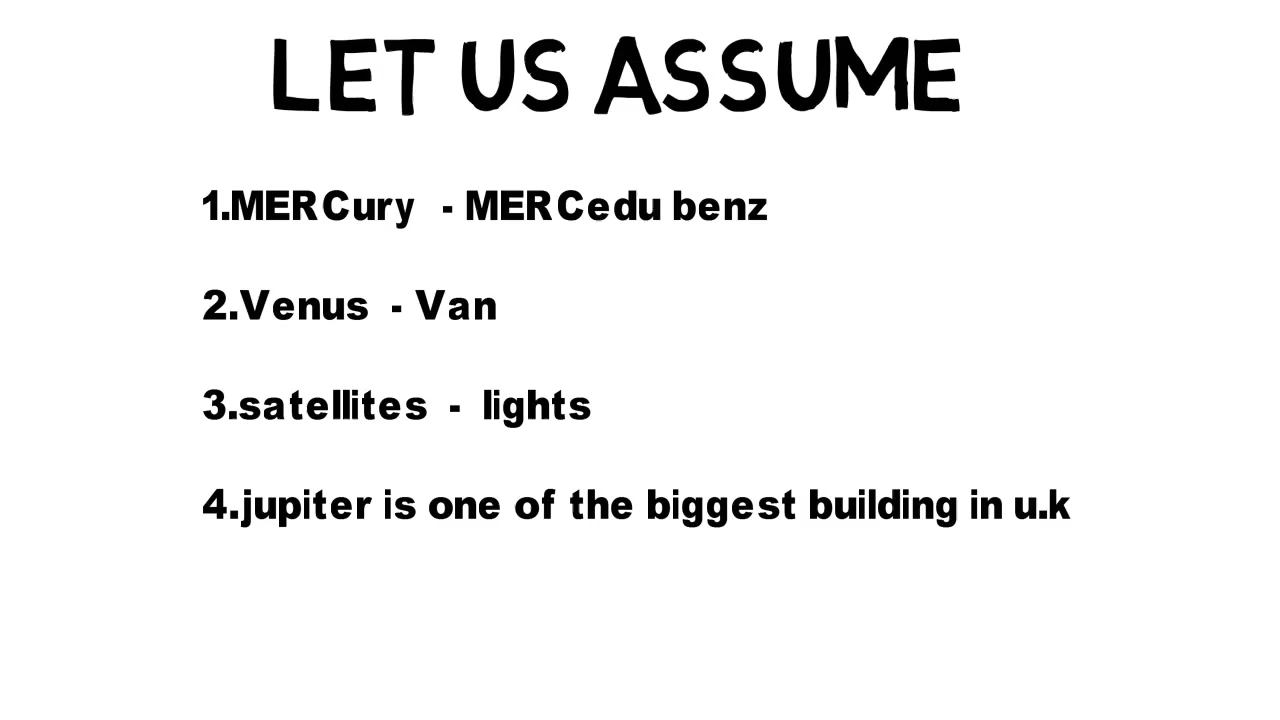 LET US ASSUME
1.MERCury - MERCedu benz
2.Venus - Van
3.satellites - lights
4.jupiter is one of the biggest building in u.k